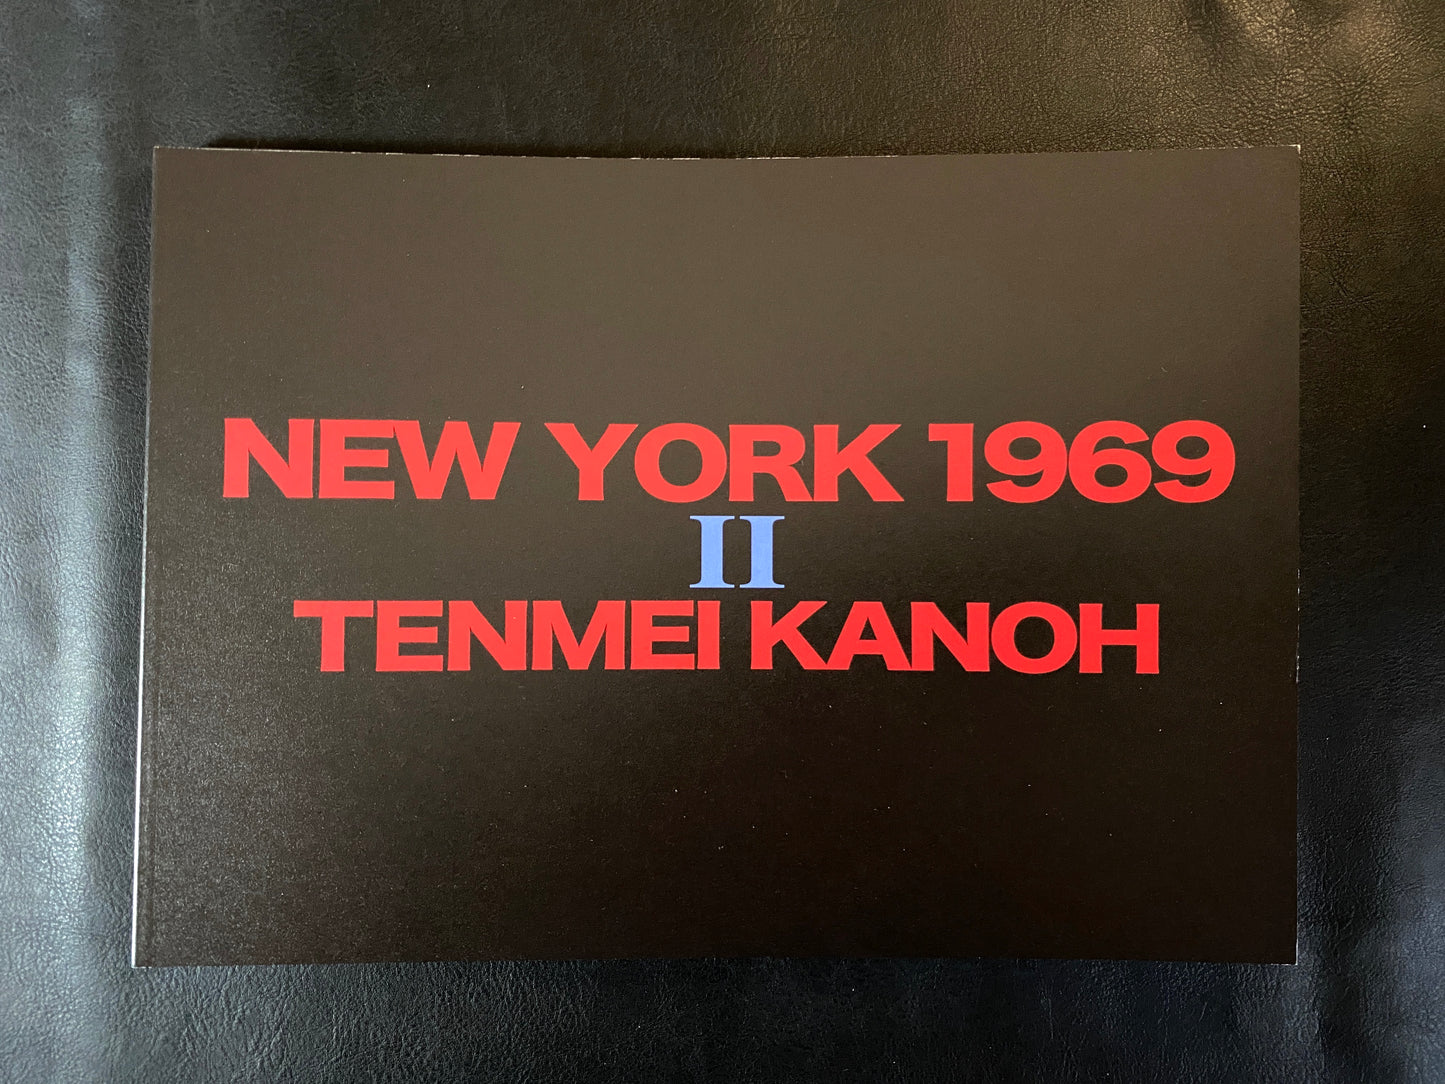 NEW YORK 1969
II
TENMEI KANOH